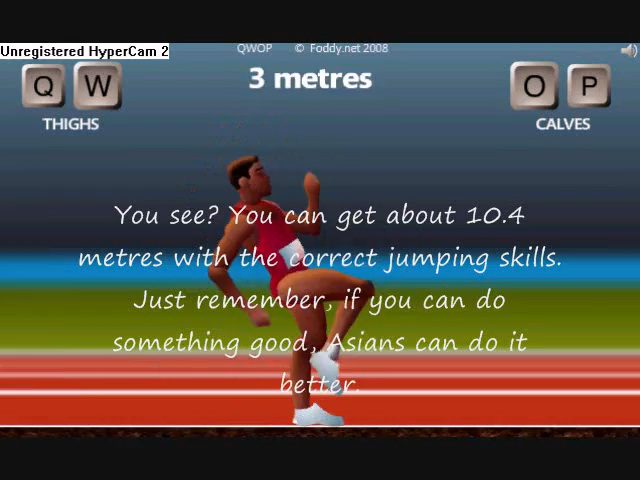 Unregistered HyperCam 2
QWOP © Foddy.net 2008
3 metres
Q W
O P
THIGHS
CALVES
You see? You can get about 10.4
metres with the correct jumping skills.
Just remember, if you can do
something good, Asians can do it
better.